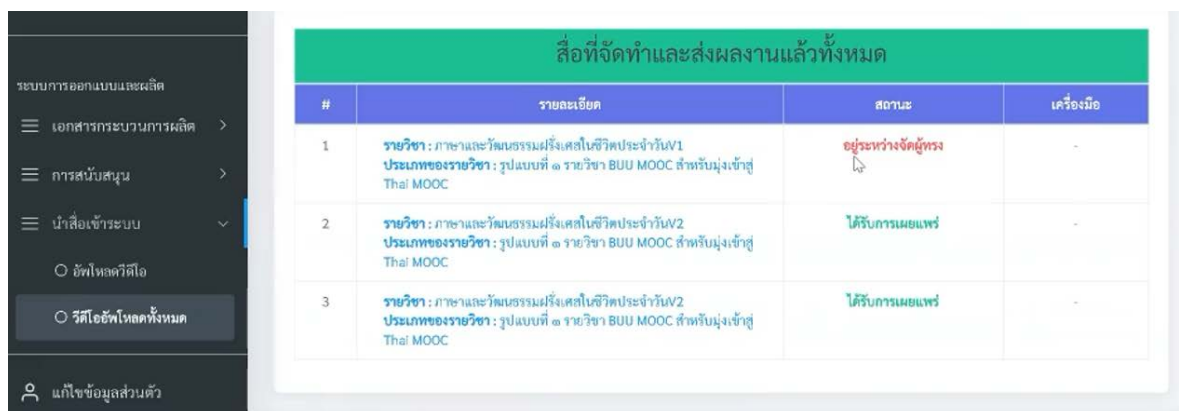 ระบบการออกแบบและผลิต
เอกสารกระบวนการผลิต
การสนับสนุน
นำสื่อเข้าระบบ
อัพโหลดวีดีโอ
วีดีโออัพโหลดทั้งหมด
แก้ไขข้อมูลส่วนตัว
สื่อที่จัดทำและส่งผลงานแล้วทั้งหมด
# รายละเอียด สถานะ เครื่องมือ
1 รายวิชา : ภาษาและวัฒนธรรมฝรั่งเศสในชีวิตประจำวันV1 อยู่ระหว่างจัดผู้ทรง -
ประเภทของรายวิชา : รูปแบบที่ ๑ รายวิชา BUU MOOC สำหรับมุ่งเข้าสู่
Thai MOOC
2 รายวิชา : ภาษาและวัฒนธรรมฝรั่งเศสในชีวิตประจำวันV2 ได้รับการเผยแพร่ -
ประเภทของรายวิชา : รูปแบบที่ ๑ รายวิชา BUU MOOC สำหรับมุ่งเข้าสู่
Thai MOOC
3 รายวิชา : ภาษาและวัฒนธรรมฝรั่งเศสในชีวิตประจำวันV2 ได้รับการเผยแพร่ -
ประเภทของรายวิชา : รูปแบบที่ ๑ รายวิชา BUU MOOC สำหรับมุ่งเข้าสู่
Thai MOOC